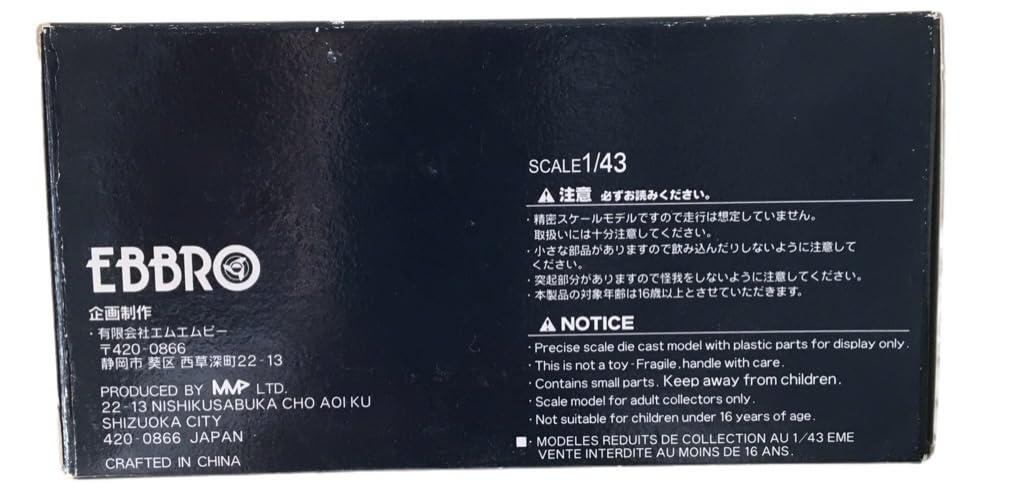 EBBRO
企画制作
・有限会社エムエムピー
〒420-0866
静岡市 葵区 西草深町22-13
PRODUCED BY MMP LTD.
22-13 NISHIKUSABUKA CHO AOI KU
SHIZUOKA CITY
420-0866 JAPAN
CRAFTED IN CHINA
SCALE1/43
注意 必ずお読みください。
・精密スケールモデルですので走行は想定していません。
取扱いには十分注意してください。
・小さな部品がありますので飲み込んだりしないように注意して
ください。
・突起部分がありますので怪我をしないように注意してください。
・本製品の対象年齢は16歳以上とさせていただきます。
NOTICE
・Precise scale die cast model with plastic parts for display only.
・This is not a toy-Fragile, handle with care.
・Contains small parts. Keep away from children.
・Scale model for adult collectors only.
・Not suitable for children under 16 years of age.
・MODELES REDUITS DE COLLECTION AU 1/43 EME
VENTE INTERDITE AU MOINS DE 16 ANS.